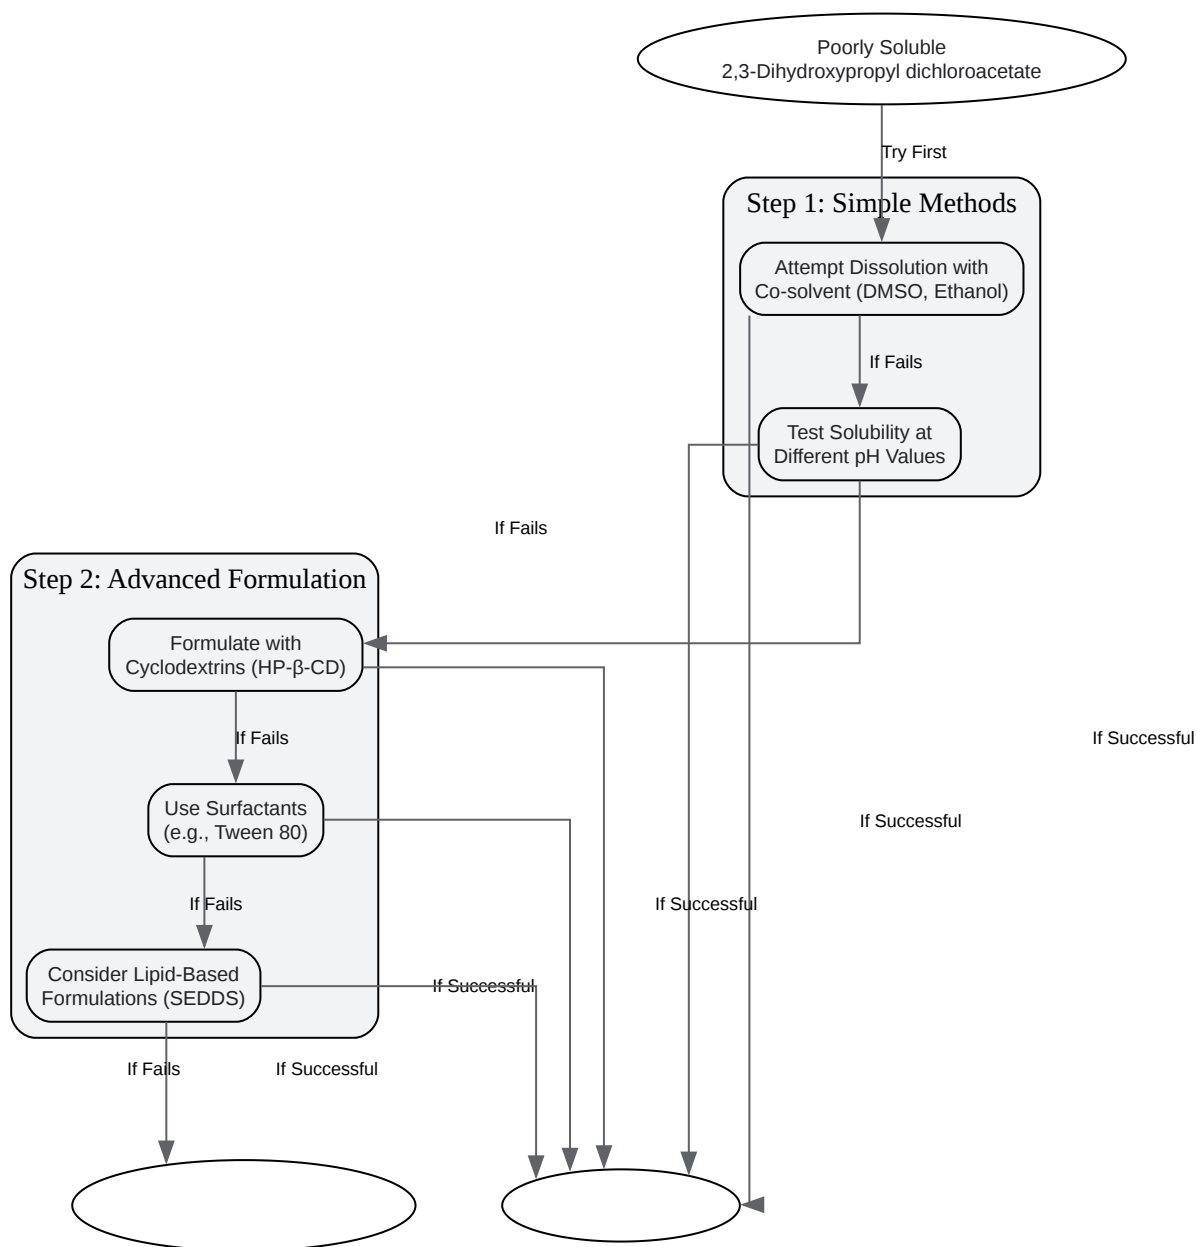 Poorly Soluble
2,3-Dihydroxypropyl dichloroacetate
Try First
Step 1: Simple Methods
Attempt Dissolution with
Co-solvent (DMSO, Ethanol)
If Fails
Test Solubility at
Different pH Values
If Fails
Step 2: Advanced Formulation
Formulate with
Cyclodextrins (HP-β-CD)
If Fails
If Successful
Use Surfactants
(e.g., Tween 80)
If Successful
If Fails
If Successful
Consider Lipid-Based
Formulations (SEDDS)
If Successful
If Fails
If Successful